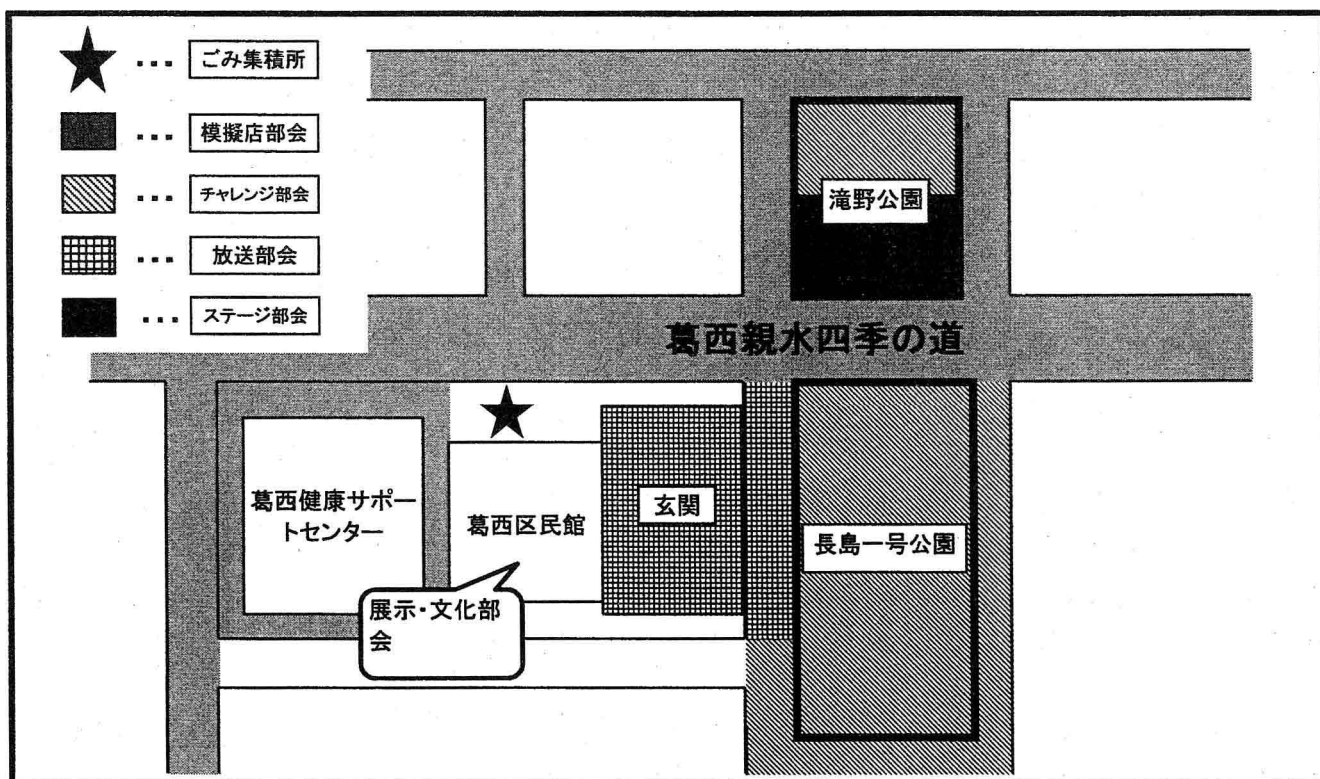 … ごみ集積所
… 模擬店部会
… チャレンジ部会
… 放送部会
… ステージ部会
滝野公園
葛西親水四季の道
葛西健康サポー
トセンター
葛西区民館
玄関
長島一号公園
展示・文化部
会